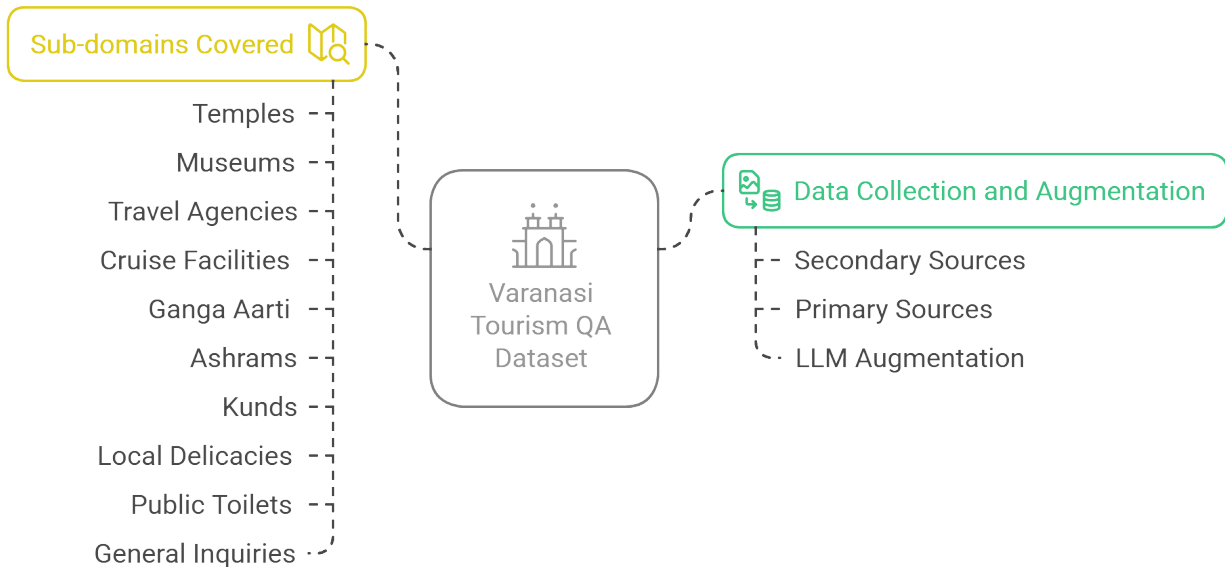 Sub-domains Covered
Temples
Museums
Travel Agencies
Cruise Facilities
Ganga Aarti
Ashrams
Kunds
Local Delicacies
Public Toilets
General Inquiries
Varanasi
Tourism QA
Dataset
Data Collection and Augmentation
Secondary Sources
Primary Sources
LLM Augmentation